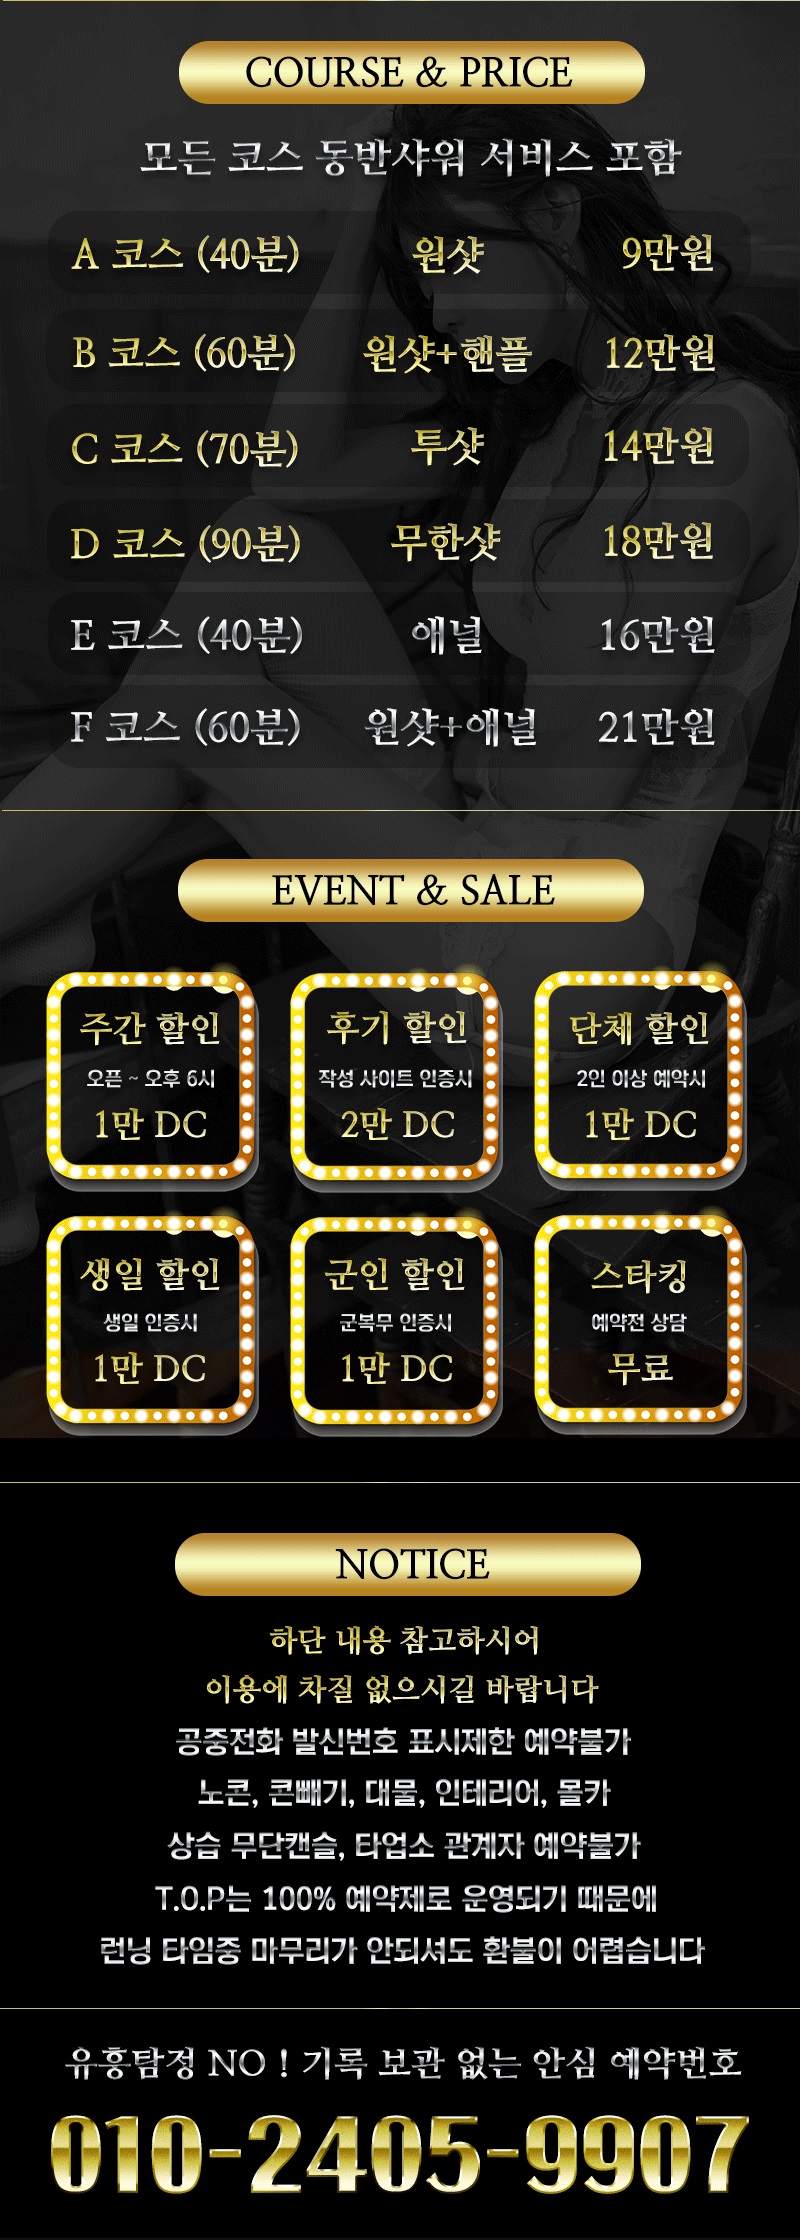 COURSE & PRICE
모든 코스 동반샤워 서비스 포함
A 코스 (40분) 원샷 9만원
B 코스 (60분) 원샷+핸플 12만원
C 코스 (70분) 투샷 14만원
D 코스 (90분) 무한샷 18만원
E 코스 (40분) 애널 16만원
F 코스 (60분) 원샷+애널 21만원
EVENT & SALE
주간 할인
오픈 ~ 오후 6시
1만 DC
후기 할인
작성 사이트 인증시
2만 DC
단체 할인
2인 이상 예약시
1만 DC
생일 할인
생일 인증시
1만 DC
군인 할인
군복무 인증시
1만 DC
스타킹
예약전 상담
무료
NOTICE
하단 내용 참고하시어
이용에 차질 없으시길 바랍니다
공중전화 발신번호 표시제한 예약불가
노콘, 콘빼기, 대물, 인테리어, 몰카
상습 무단캔슬, 타업소 관계자 예약불가
T.O.P는 100% 예약제로 운영되기 때문에
런닝 타임중 마무리가 안되셔도 환불이 어렵습니다
유흥탐정 NO ! 기록 보관 없는 안심 예약번호
010-2405-9907